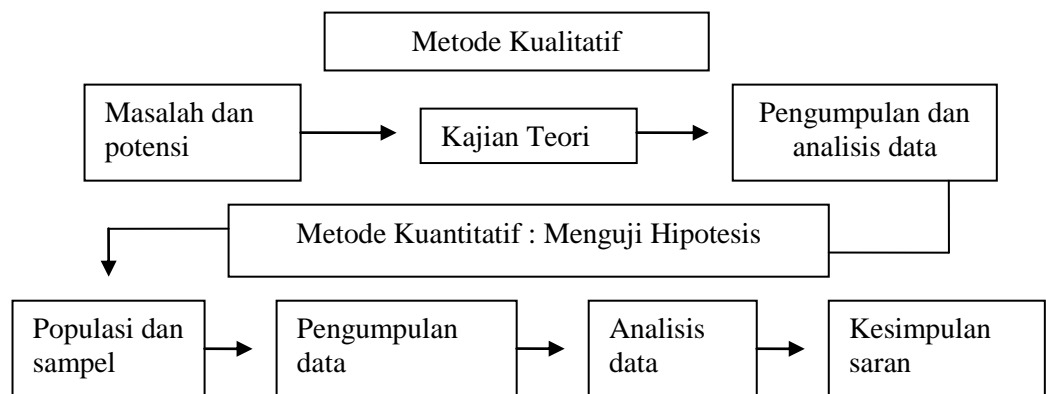 Metode Kualitatif
Masalah dan
potensi
Kajian Teori
Pengumpulan dan
analisis data
Metode Kuantitatif : Menguji Hipotesis
Populasi dan
sampel
Pengumpulan
data
Analisis
data
Kesimpulan
saran